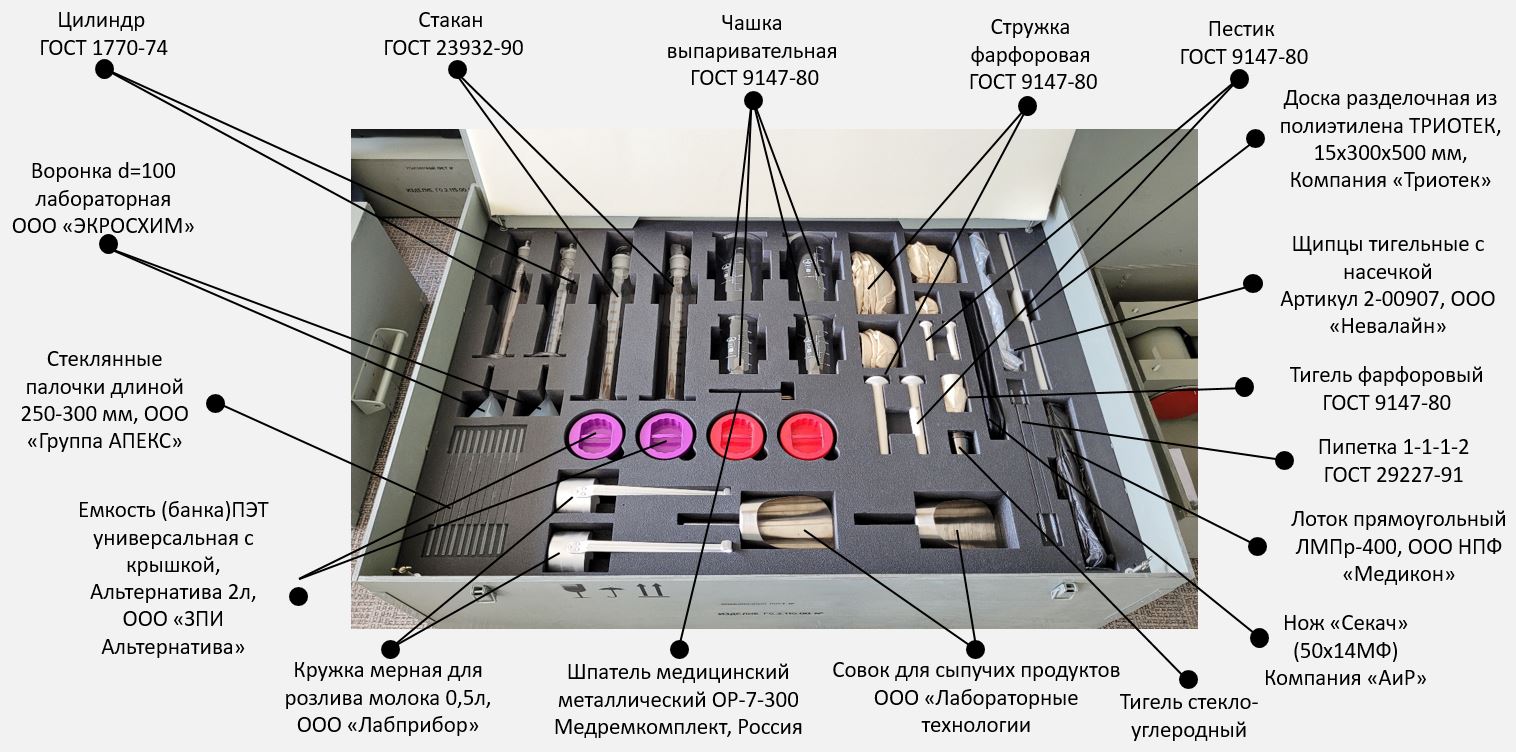 Цилиндр
ГОСТ 1770-74
Стакан
ГОСТ 23932-90
Чашка
выпаривательная
ГОСТ 9147-80
Стружка
фарфоровая
ГОСТ 9147-80
Пестик
ГОСТ 9147-80
Доска разделочная из
полиэтилена ТРИОТЕК,
15х300х500 мм,
Компания «Триотек»
Воронка d=100
лабораторная
ООО «ЭКРОСХИМ»
Щипцы тигельные с
насечкой
Артикул 2-00907, ООО
«Невалайн»
Стеклянные
палочки длиной
250-300 мм, ООО
«Группа АПЕКС»
Тигель фарфоровый
ГОСТ 9147-80
Пипетка 1-1-1-2
ГОСТ 29227-91
Емкость (банка)ПЭТ
универсальная с
крышкой,
Альтернатива 2л,
ООО «ЗПИ
Альтернатива»
Лоток прямоугольный
ЛМПр-400, ООО НПФ
«Медикон»
Нож «Секач»
(50х14МФ)
Компания «АиР»
Кружка мерная для
розлива молока 0,5л,
ООО «Лабприбор»
Шпатель медицинский
металлический ОР-7-300
Медремкомплект, Россия
Совок для сыпучих продуктов
ООО «Лабораторные
технологии
Тигель стекло-
углеродный